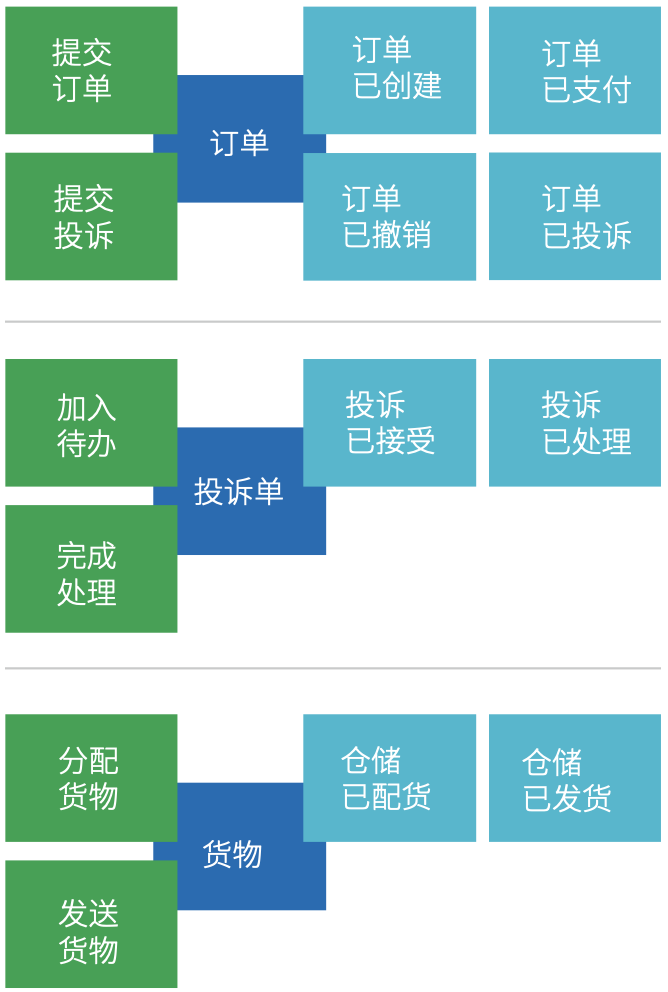 提交
订单
订单
订单
已创建
订单
已支付
提交
投诉
订单
已撤销
订单
已投诉
加入
待办
投诉单
投诉
已接受
投诉
已处理
完成
处理
分配
货物
货物
仓储
已配货
仓储
已发货
发送
货物